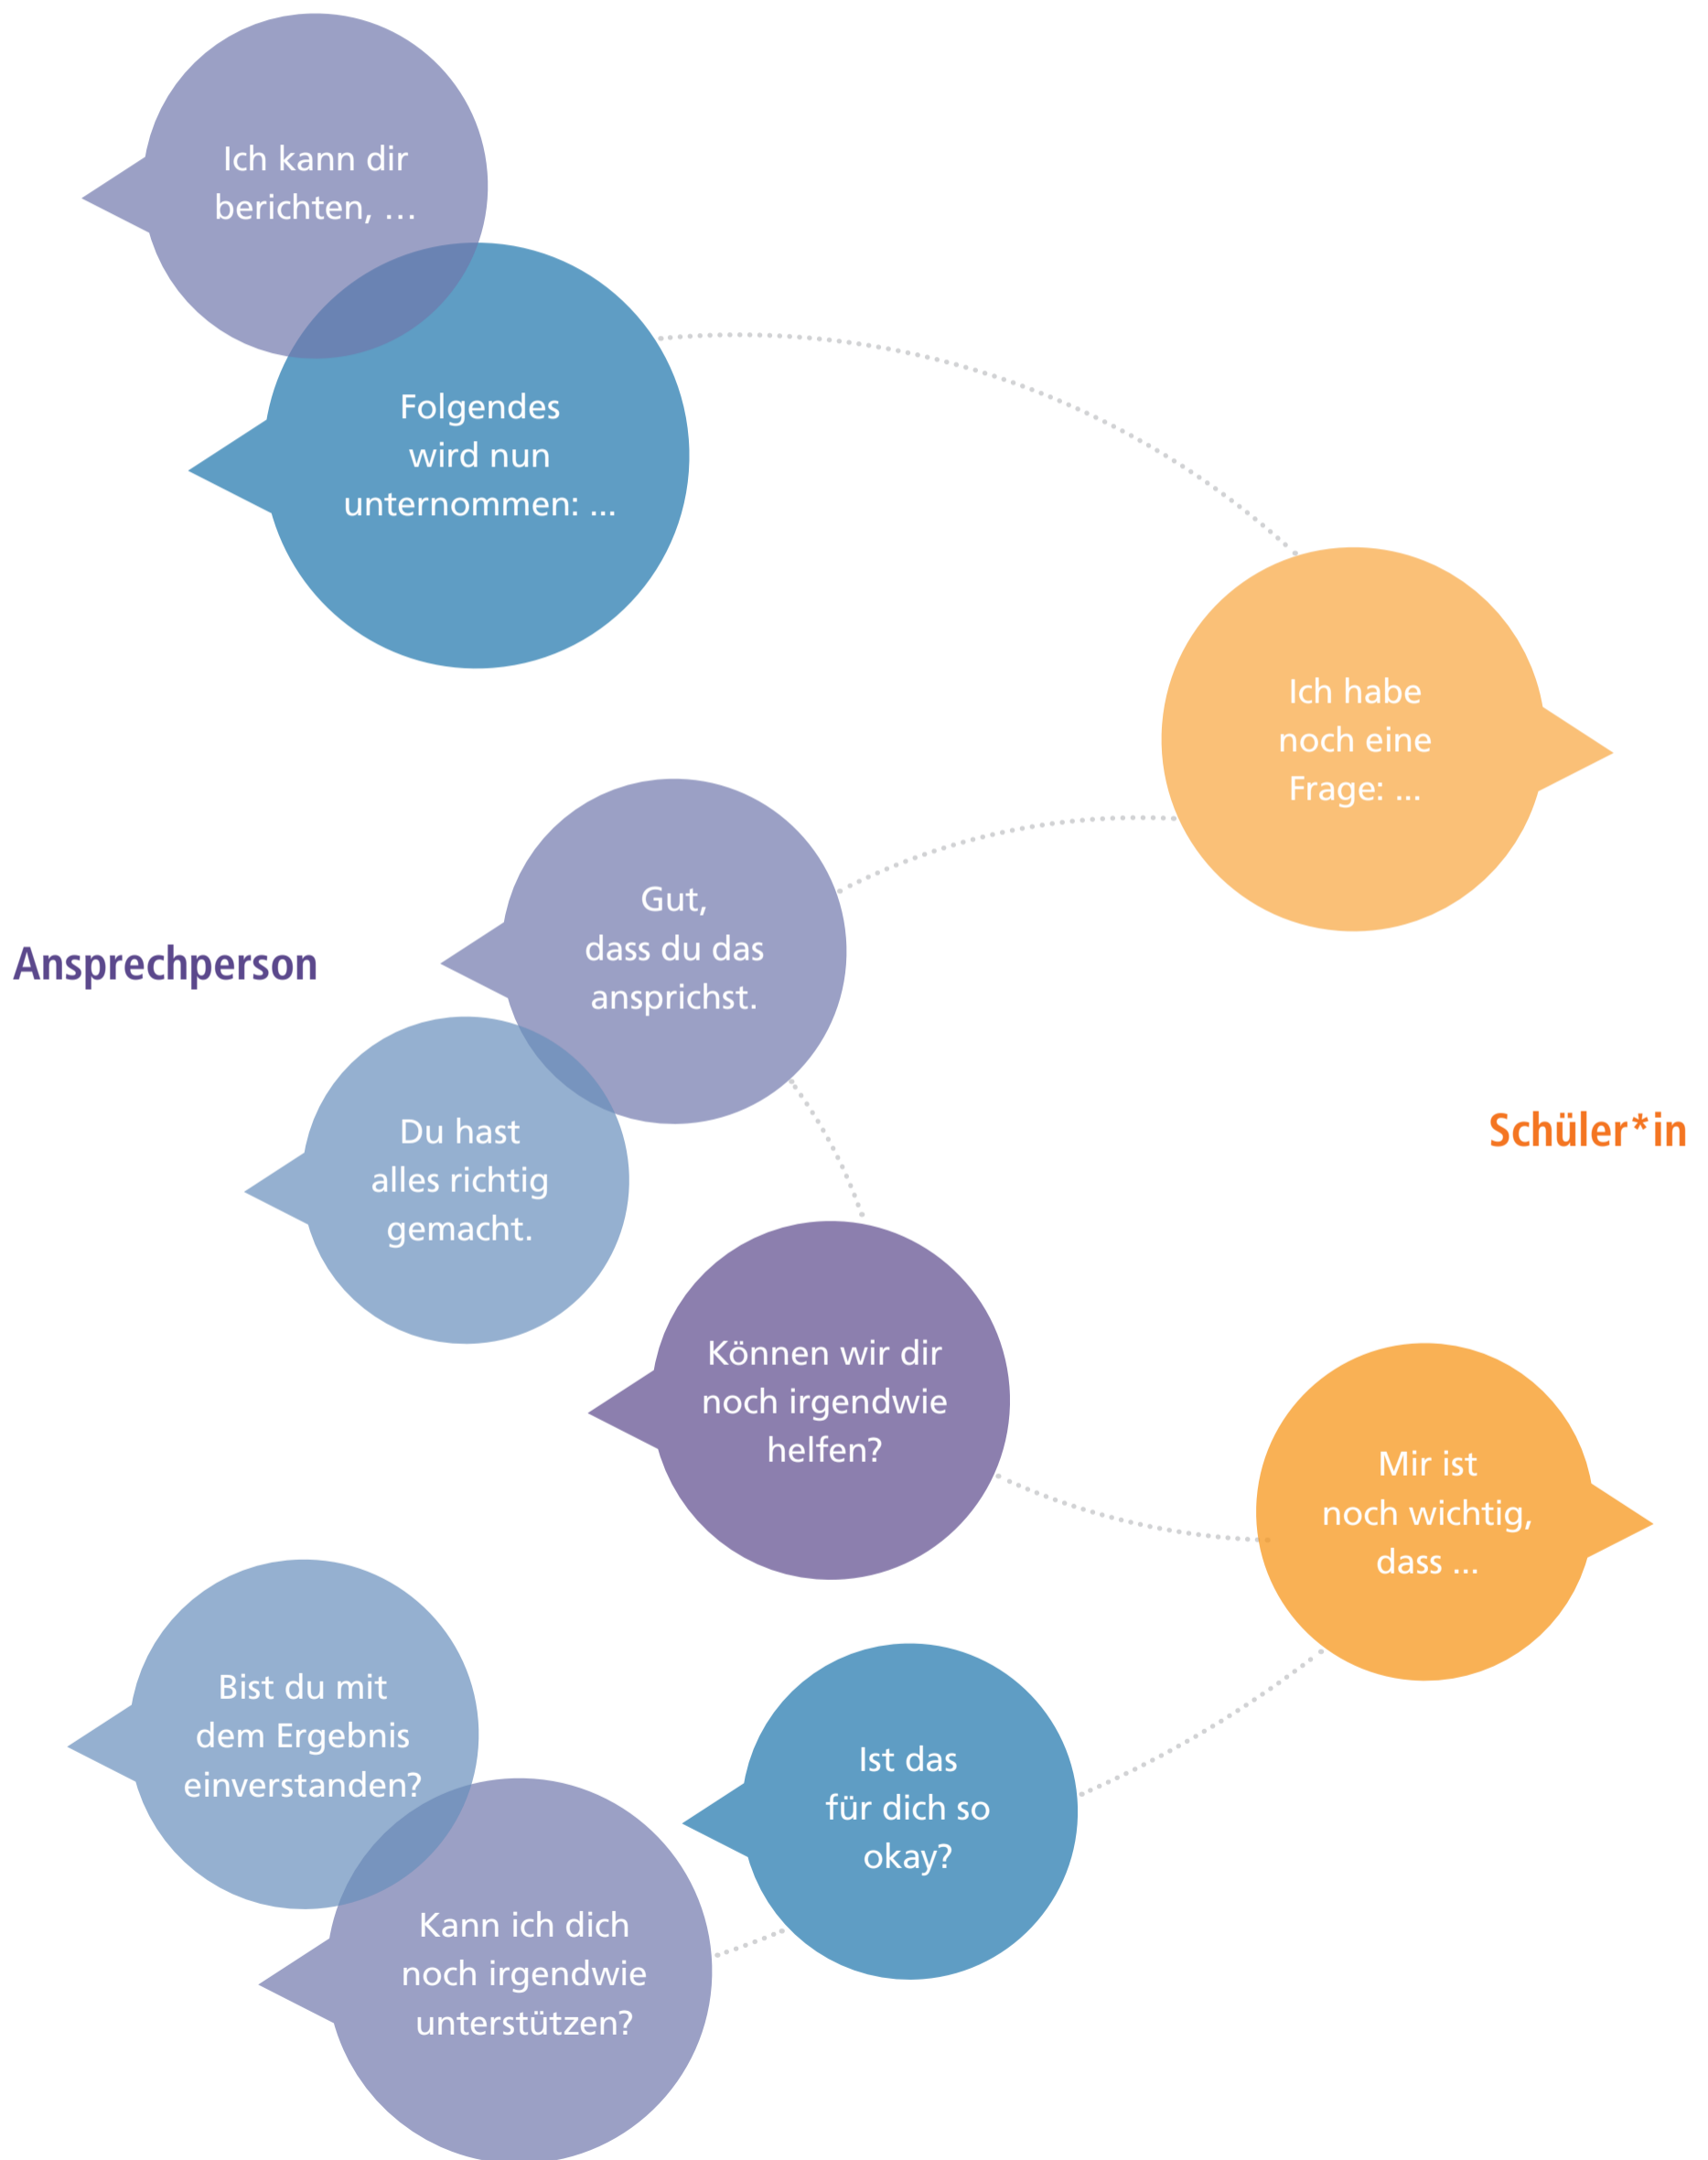 Ich kann dir
berichten, …
Folgendes
wird nun
unternommen: ...
Ich habe
noch eine
Frage: ...
Gut,
dass du das
ansprichst.
Ansprechperson
Du hast
alles richtig
gemacht.
Schüler*in
Können wir dir
noch irgendwie
helfen?
Mir ist
noch wichtig,
dass ...
Bist du mit
dem Ergebnis
einverstanden?
Ist das
für dich so
okay?
Kann ich dich
noch irgendwie
unterstützen?